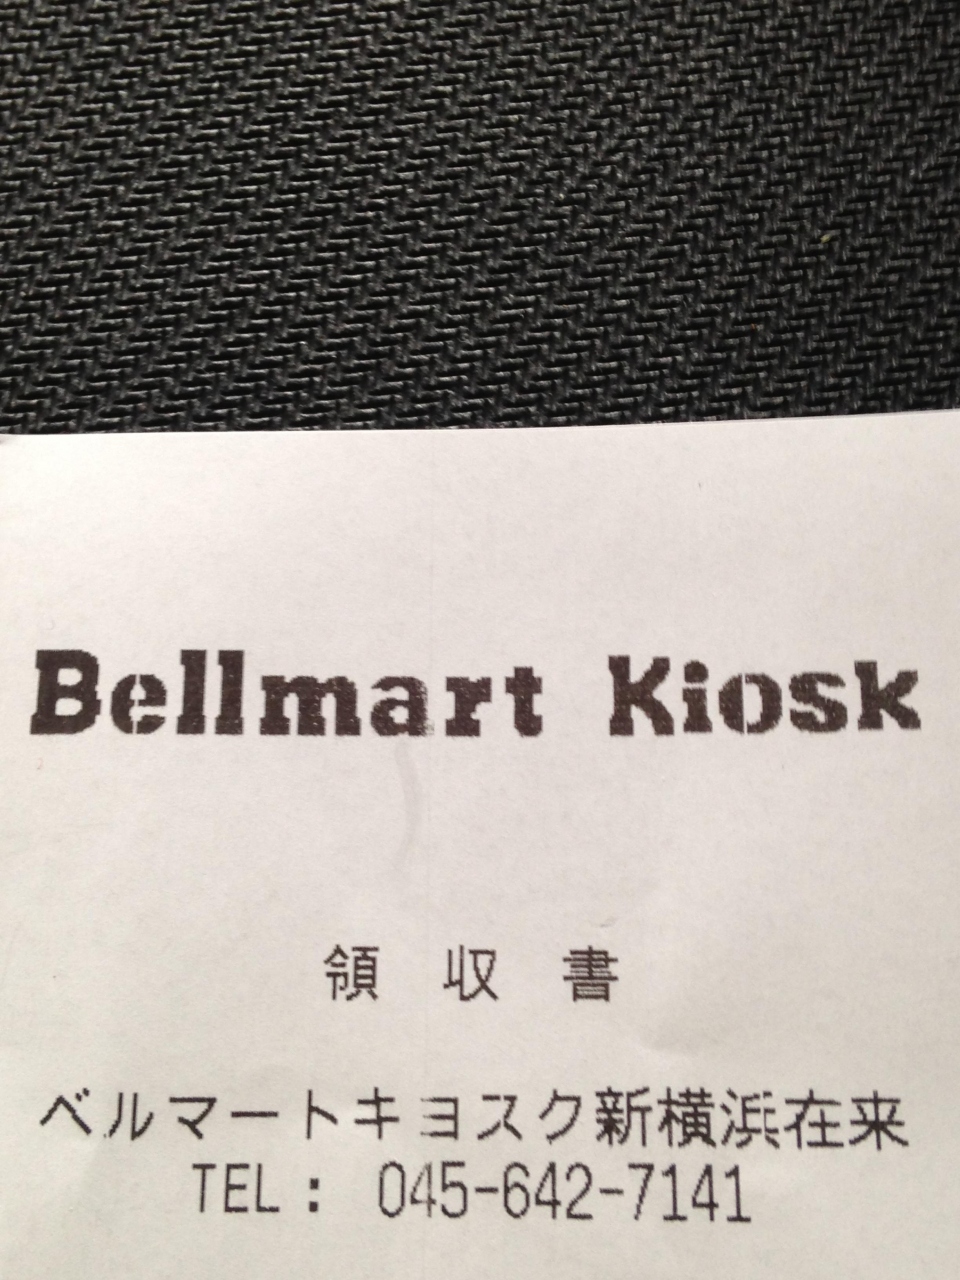 Bellmart Kiosk
領 収 書
ベルマートキヨスク新横浜在来
TEL： 045-642-7141